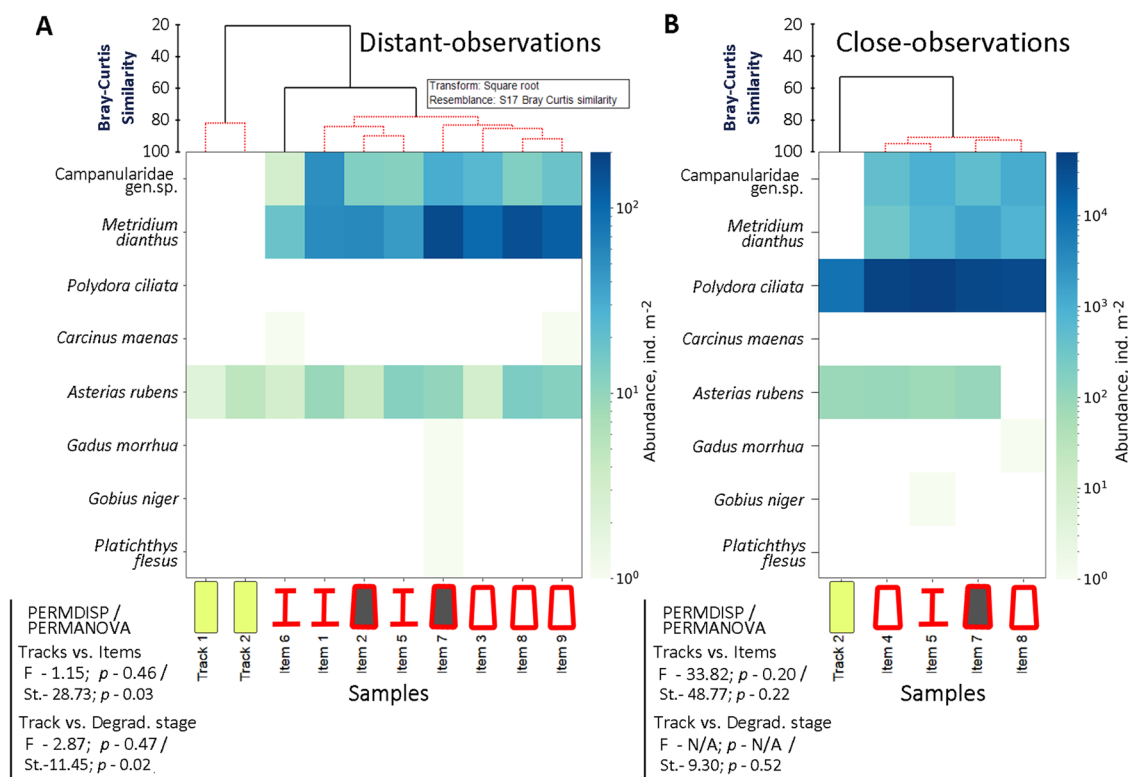 A
Distant-observations
Bray-Curtis
Similarity
20
40
60
80
100
Transform: Square root
Resemblance: S17 Bray Curtis similarity
Campanularidae
gen.sp.
Metridium
dianthus
Polydora ciliata
Carcinus maenas
Asterias rubens
Gadus morrhua
Gobius niger
Platichthys
flesus
10²
10¹
10⁰
Abundance, ind. m⁻²
Track 1
Track 2
Item 6
Item 1
Item 2
Item 5
Item 7
Item 3
Item 8
Item 9
Samples
PERMDISP /
PERMANOVA
Tracks vs. Items
F - 1.15; p - 0.46 /
St.- 28.73; p - 0.03
Track vs. Degrad. stage
F - 2.87; p - 0.47 /
St.-11.45; p - 0.02
B
Close-observations
Bray-Curtis
Similarity
20
40
60
80
100
Campanularidae
gen.sp.
Metridium
dianthus
Polydora ciliata
Carcinus maenas
Asterias rubens
Gadus morrhua
Gobius niger
Platichthys
flesus
10⁴
10³
10²
10¹
10⁰
Abundance, ind. m⁻²
Track 2
Item 4
Item 5
Item 7
Item 8
Samples
PERMDISP /
PERMANOVA
Tracks vs. Items
F - 33.82; p - 0.20 /
St.- 48.77; p - 0.22
Track vs. Degrad. stage
F - N/A; p - N/A /
St.- 9.30; p - 0.52